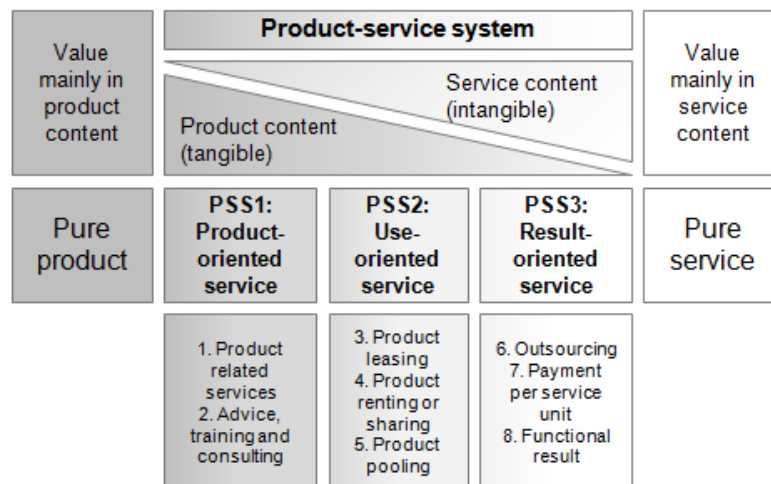 Value
mainly in
product
content
Product-service system
Service content
(intangible)
Product content
(tangible)
Value
mainly in
service
content
Pure
product
PSS1:
Product-
oriented
service
PSS2:
Use-
oriented
service
PSS3:
Result-
oriented
service
Pure
service
1. Product
related
services
2. Advice,
training and
consulting
3. Product
leasing
4. Product
renting or
sharing
5. Product
pooling
6. Outsourcing
7. Payment
per service
unit
8. Functional
result